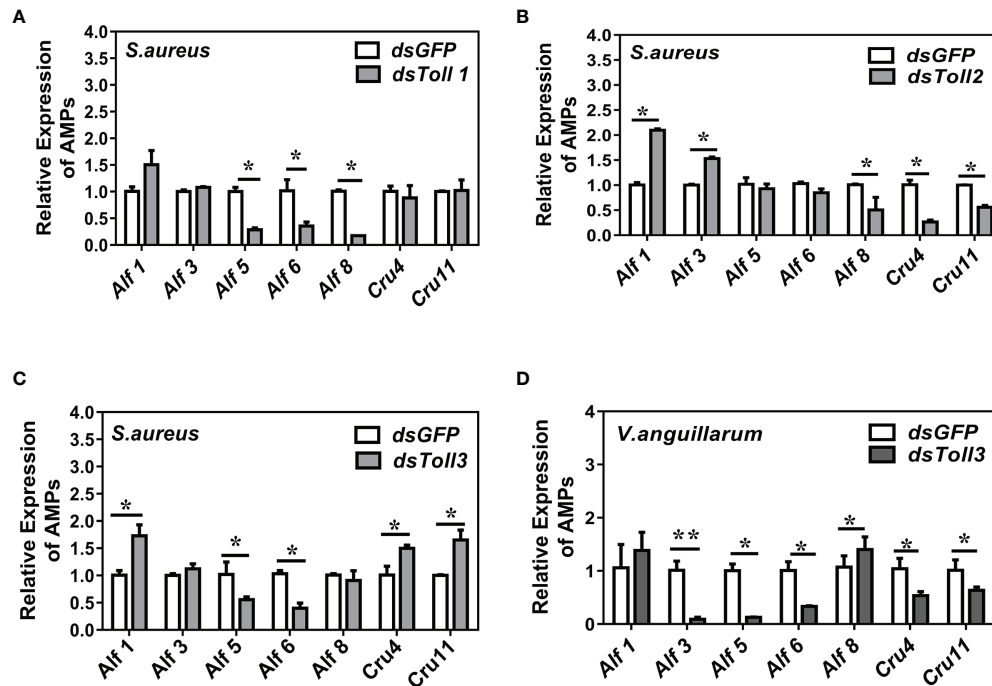 A
Relative Expression
of AMPs
S.aureus
dsGFP
dsToll 1
4.0
3.5
3.0
2.5
2.0
1.5
1.0
0.5
0.0
* * *
Alf 1 Alf 3 Alf 5 Alf 6 Alf 8 Cru4 Cru11
B
Relative Expression
of AMPs
S.aureus
dsGFP
dsToll2
4.0
3.5
3.0
2.5
2.0
1.5
1.0
0.5
0.0
* * * * *
Alf 1 Alf 3 Alf 5 Alf 6 Alf 8 Cru4 Cru11
C
Relative Expression
of AMPs
S.aureus
dsGFP
dsToll3
4.0
3.5
3.0
2.5
2.0
1.5
1.0
0.5
0.0
* * * * *
Alf 1 Alf 3 Alf 5 Alf 6 Alf 8 Cru4 Cru11
D
Relative Expression
of AMPs
V.anguillarum
dsGFP
dsToll3
4
2
1
0
** * * * * *
Alf 1 Alf 3 Alf 5 Alf 6 Alf 8 Cru4 Cru11